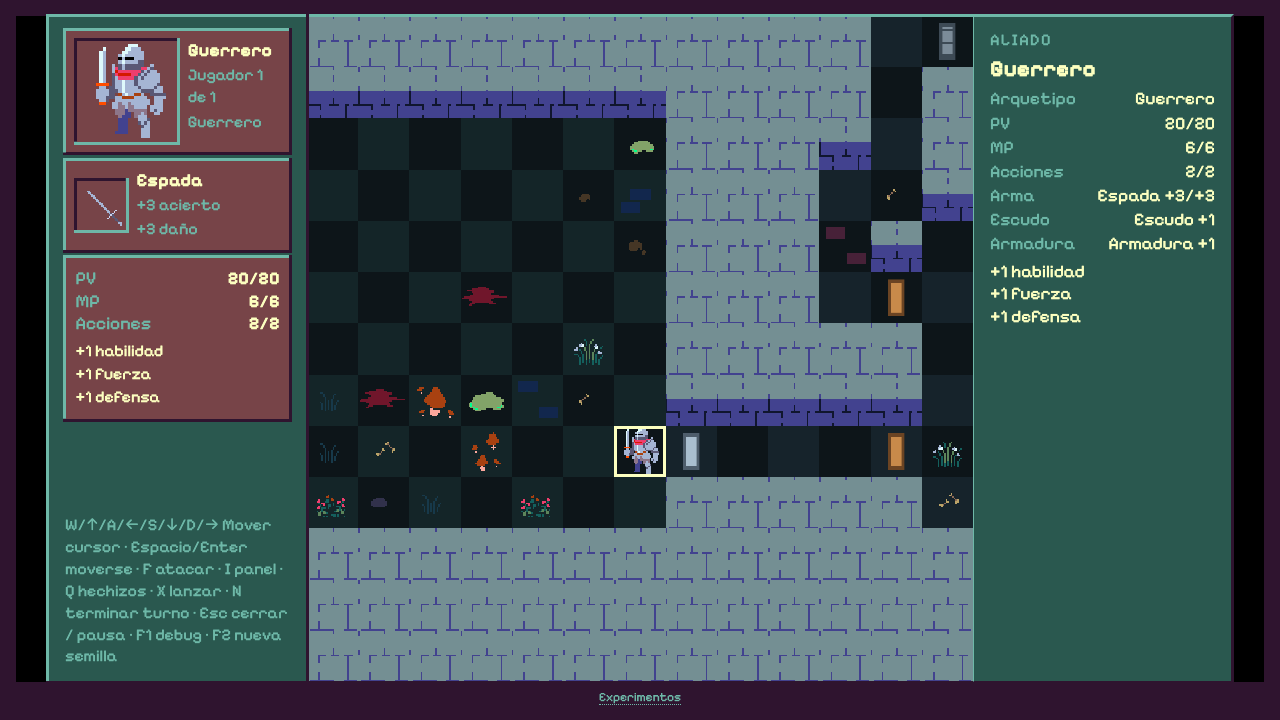 Guerrero
Jugador 1
de 1
Guerrero
Espada
+3 acierto
+3 daño
PV 20/20
MP 6/6
Acciones 2/2
+1 habilidad
+1 fuerza
+1 defensa
W/↑/A/←/S/↓/D/→ Mover
cursor · Espacio/Enter
moverse · F atacar · I panel ·
Q hechizos · X lanzar · N
terminar turno · Esc cerrar
/ pausa · F1 debug · F2 nueva
semilla
ALIADO
Guerrero
Arquetipo Guerrero
PV 20/20
MP 6/6
Acciones 2/2
Arma Espada +3/+3
Escudo Escudo +1
Armadura Armadura +1
+1 habilidad
+1 fuerza
+1 defensa
Experimentos